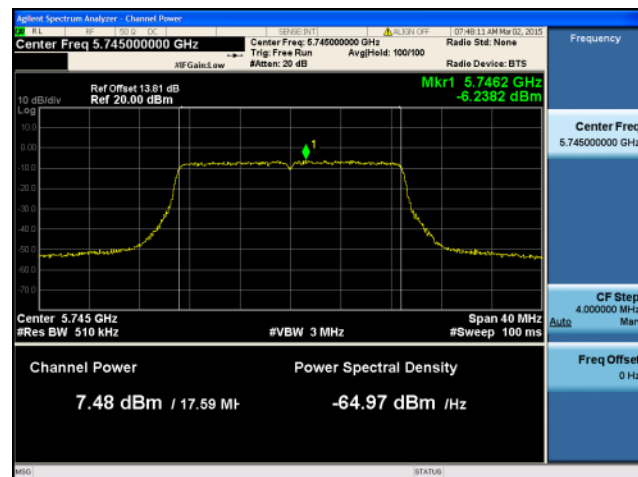 Agilent Spectrum Analyzer - Channel Power
RL RF 50 Ω DC SENSE:INT ALIGN OFF 07:48:11 AM Mar 02, 2015
Center Freq 5.745000000 GHz Center Freq: 5.745000000 GHz Radio Std: None Frequency
Trig: Free Run Avg|Hold: 100/100
#IFGain:Low #Atten: 20 dB Radio Device: BTS
Mkr1 5.7462 GHz
Ref Offset 13.81 dB
10 dB/div Ref 20.00 dBm -6.2382 dBm
Log
10.0
1
0.00
-10.0
-20.0
-30.0
-40.0
-50.0
-60.0
-70.0
Center Freq
5.745000000 GHz
Center 5.745 GHz Span 40 MHz
#Res BW 510 kHz #VBW 3 MHz #Sweep 100 ms
CF Step
4.000000 MHz
Auto Man
Channel Power Power Spectral Density
7.48 dBm / 17.59 MH -64.97 dBm /Hz
Freq Offset
0 Hz
MSG STATUS